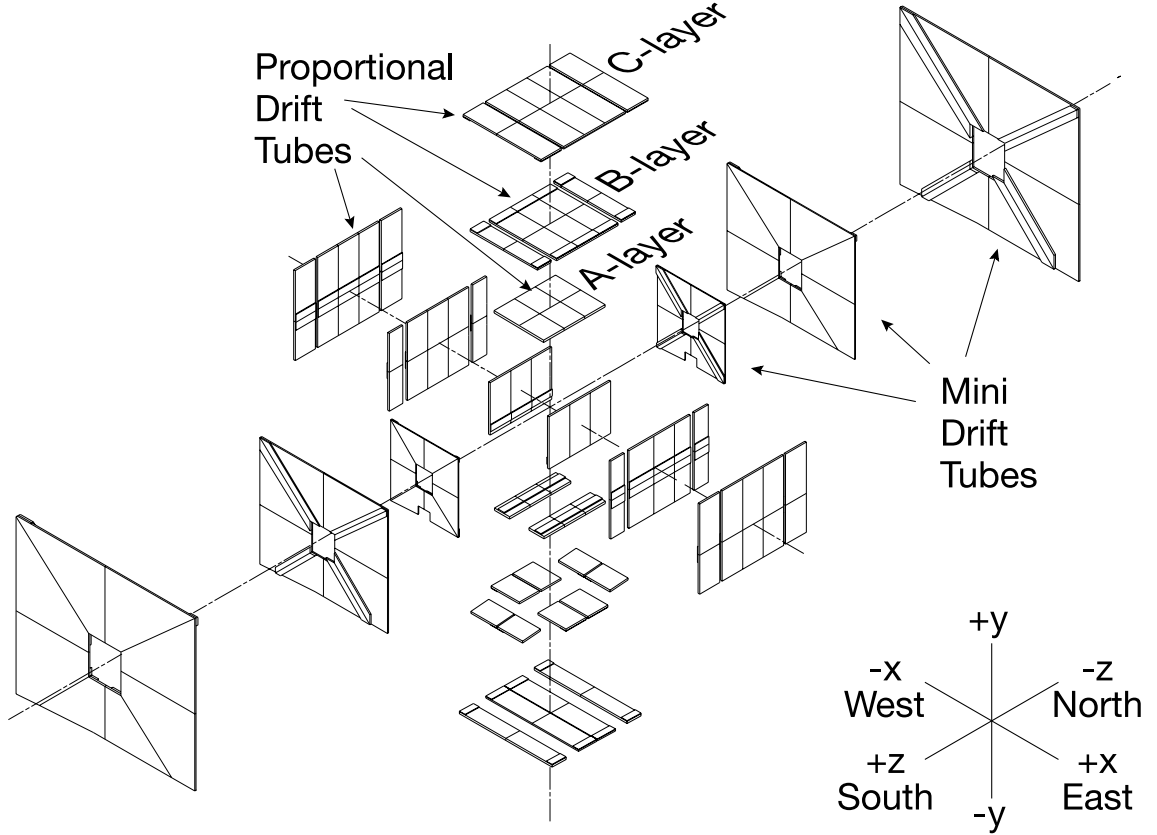 Proportional
Drift
Tubes
C-layer
B-layer
A-layer
Mini
Drift
Tubes
+y
-x
West
-z
North
+z
South
+x
East
-y